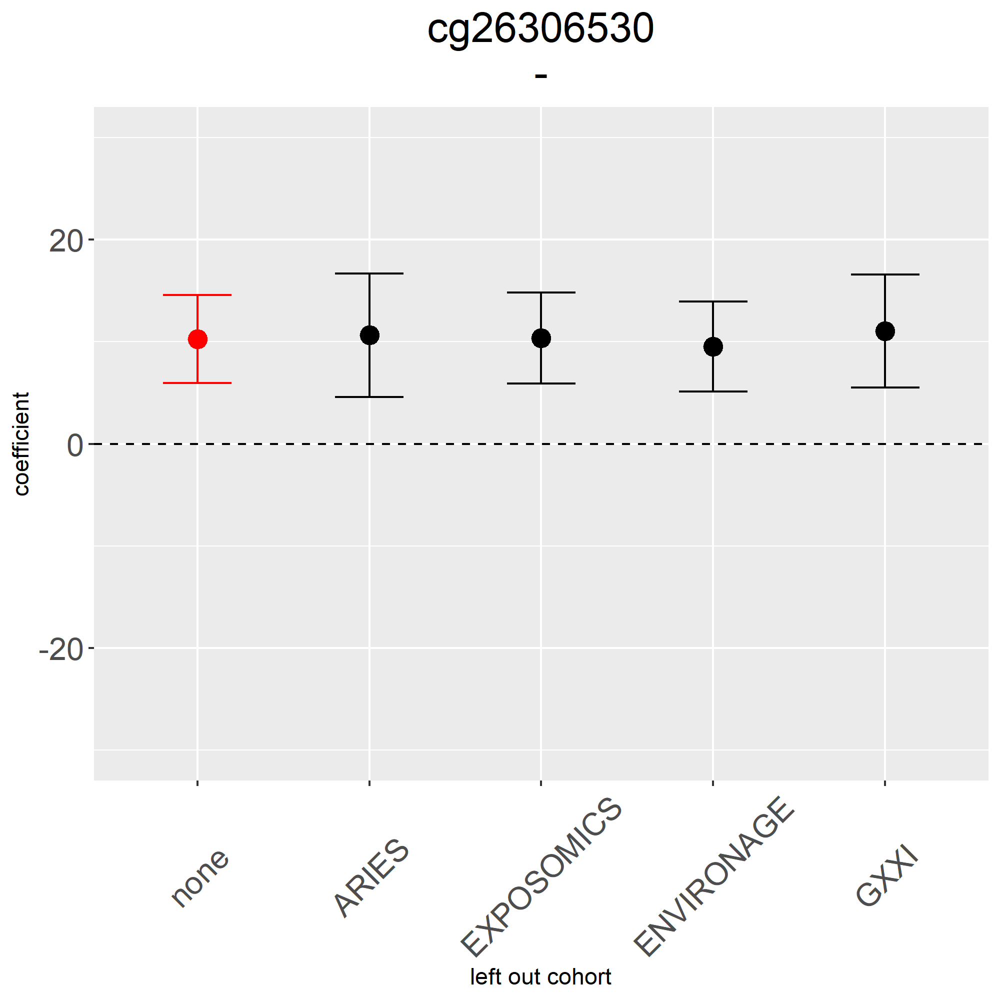 cg26306530
-
20
0
-20
coefficient
none
ARIES
EXPOSOMICS
ENVIRONAGE
GXXI
left out cohort